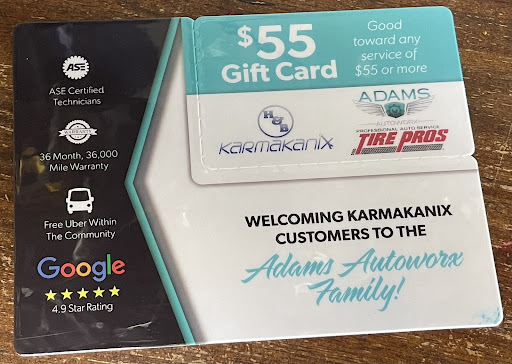 ASE
ASE Certified
Technicians
WARRANTY
36 Month, 36,000
Mile Warranty
Free Uber Within
The Community
Google
4.9 Star Rating
$55
Gift Card
Good
toward any
service of
$55 or more
H&B
KARMAKANIX
ADAMS
AUTOWORX
PROFESSIONAL AUTO SERVICE
TIRE PROS
WELCOMING KARMAKANIX
CUSTOMERS TO THE
Adams Autoworx
Family!